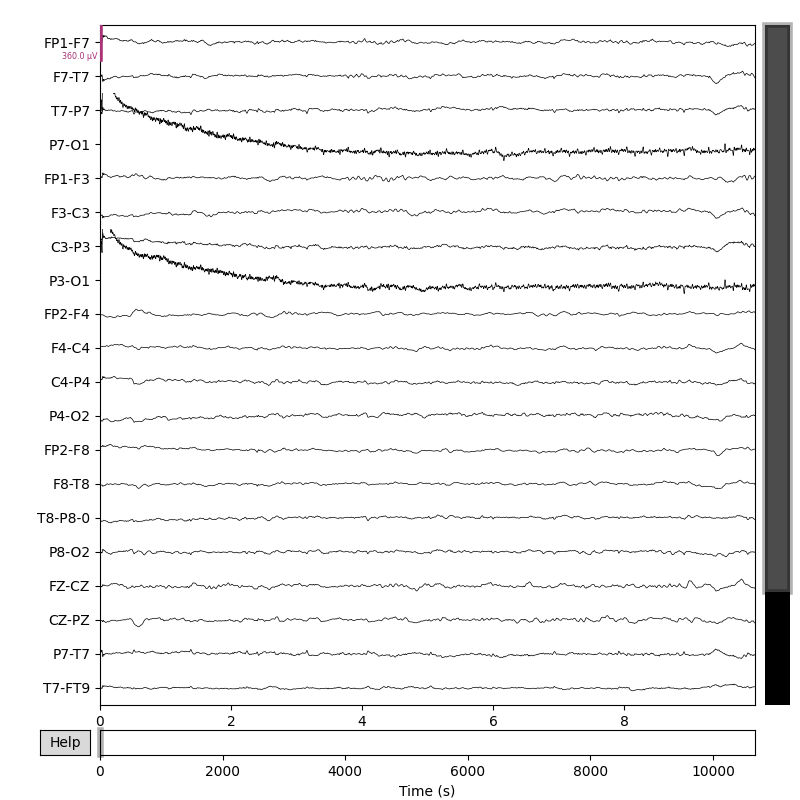 FP1-F7
360.0 µV
F7-T7
T7-P7
P7-O1
FP1-F3
F3-C3
C3-P3
P3-O1
FP2-F4
F4-C4
C4-P4
P4-O2
FP2-F8
F8-T8
T8-P8-0
P8-O2
FZ-CZ
CZ-PZ
P7-T7
T7-FT9
0 2 4 6 8
Help
0 2000 4000 6000 8000 10000
Time (s)